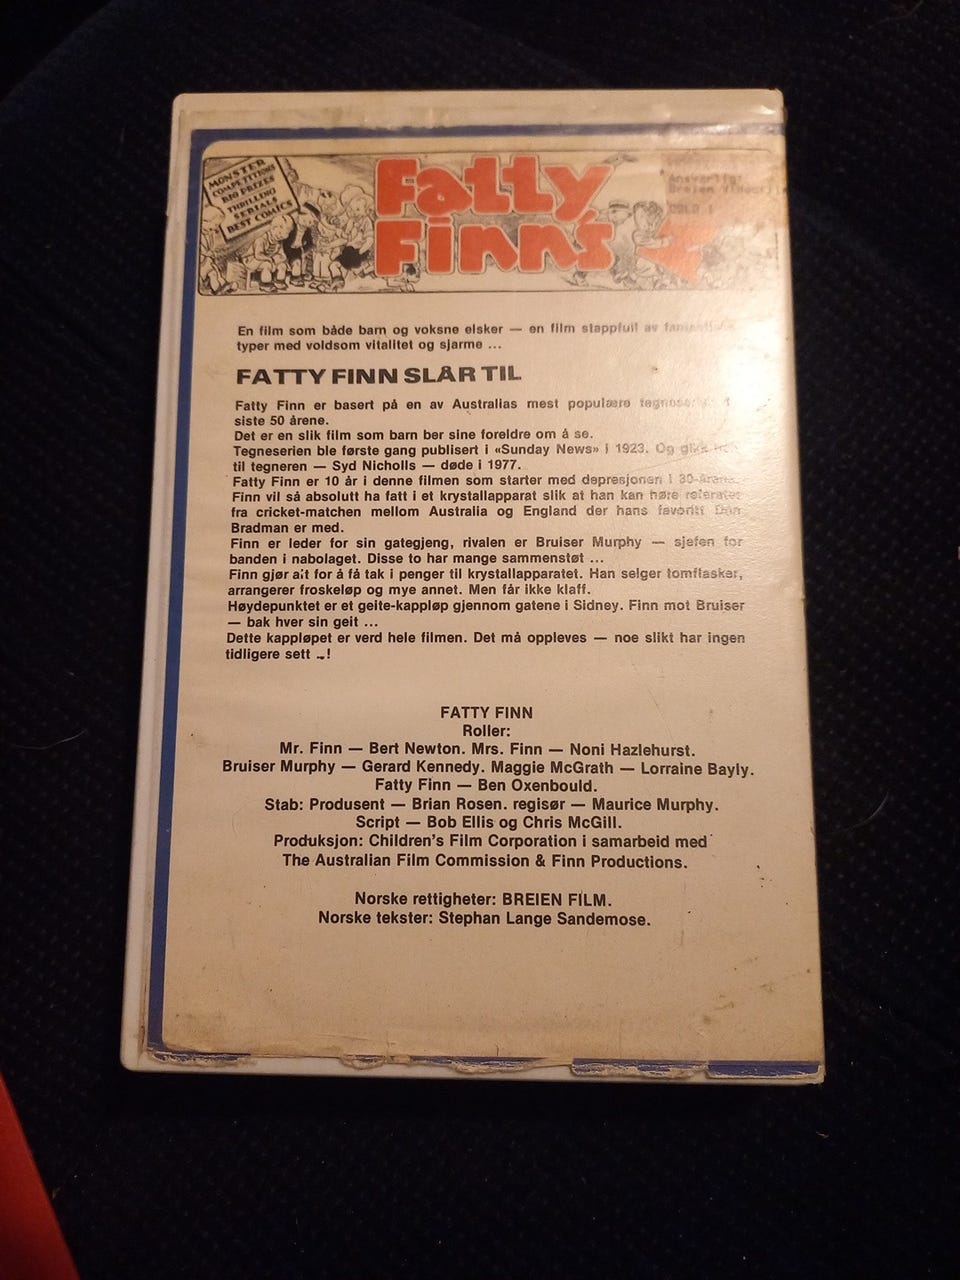 MONSTER
COMPETITIONS
BIG PRIZES
THRILLING
SERIALS
BEST COMICS
Fatty
Finn's
Ansvarlig:
Breien
OSLO 1
En film som både barn og voksne elsker — en film stappfull av
typer med voldsom vitalitet og sjarme ...
FATTY FINN SLÅR TIL
Fatty Finn er basert på en av Australias mest populære
siste 50 årene.
Det er en slik film som barn ber sine foreldre om å se.
Tegneserien ble første gang publisert i «Sunday News» i 1923. Og
til tegneren — Syd Nicholls — døde i 1977.
Fatty Finn er 10 år i denne filmen som starter med depresjonen i 30-årene.
Finn vil så absolutt ha fatt i et krystallapparat slik at han kan høre referater
fra cricket-matchen mellom Australia og England der hans favoritt Don
Bradman er med.
Finn er leder for sin gategjeng, rivalen er Bruiser Murphy — sjefen for
banden i nabolaget. Disse to har mange sammenstøt ...
Finn gjør alt for å få tak i penger til krystallapparatet. Han selger tomflasker,
arrangerer froskeløp og mye annet. Men får ikke klaff.
Høydepunktet er et geite-kappløp gjennom gatene i Sidney. Finn mot Bruiser
— bak hver sin geit ...
Dette kappløpet er verd hele filmen. Det må oppleves — noe slikt har ingen
tidligere sett ..!
FATTY FINN
Roller:
Mr. Finn — Bert Newton. Mrs. Finn — Noni Hazlehurst.
Bruiser Murphy — Gerard Kennedy. Maggie McGrath — Lorraine Bayly.
Fatty Finn — Ben Oxenbould.
Stab: Produsent — Brian Rosen. regisør — Maurice Murphy.
Script — Bob Ellis og Chris McGill.
Produksjon: Children's Film Corporation i samarbeid med
The Australian Film Commission & Finn Productions.
Norske rettigheter: BREIEN FILM.
Norske tekster: Stephan Lange Sandemose.